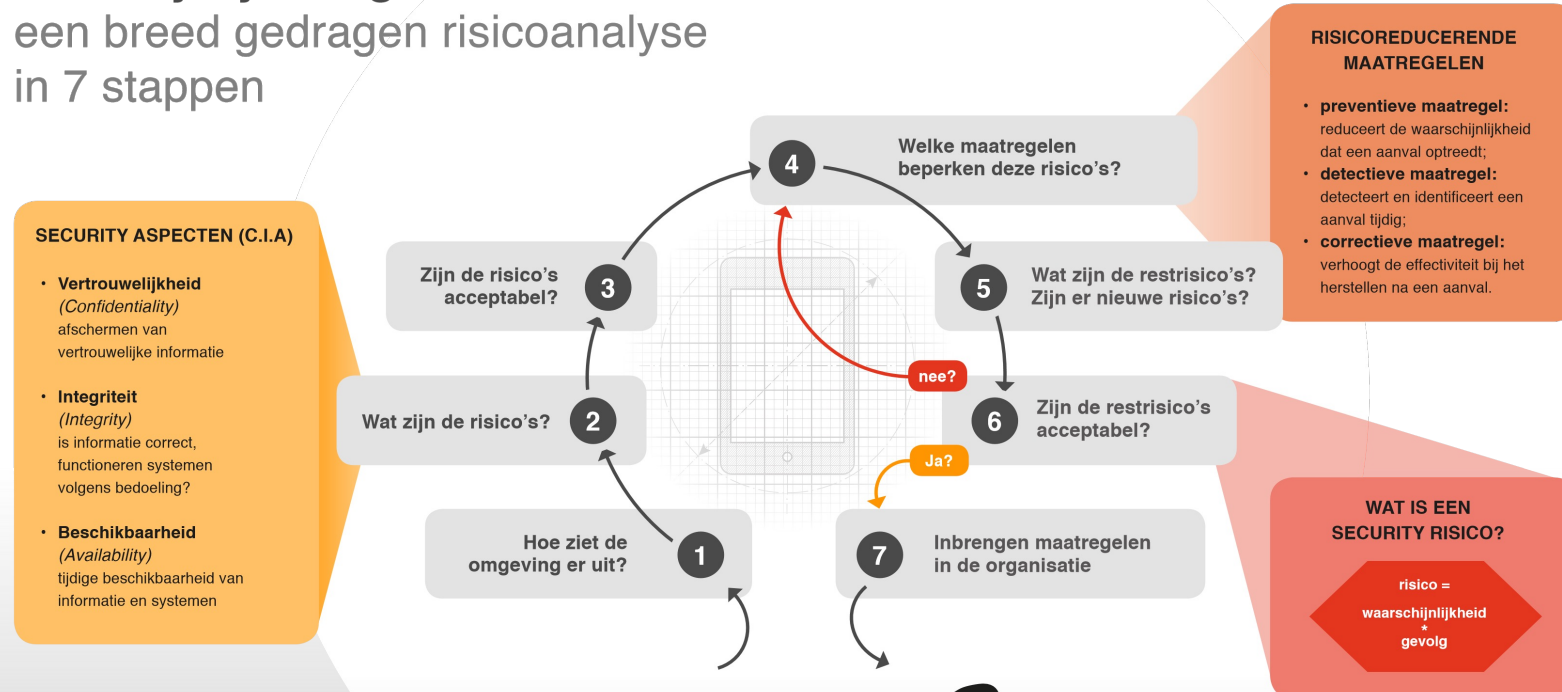 een breed gedragen risicoanalyse
in 7 stappen
SECURITY ASPECTEN (C.I.A)
• Vertrouwelijkheid
(Confidentiality)
afschermen van
vertrouwelijke informatie
• Integriteit
(Integrity)
is informatie correct,
functioneren systemen
volgens bedoeling?
• Beschikbaarheid
(Availability)
tijdige beschikbaarheid van
informatie en systemen
Hoe ziet de
omgeving er uit?
1
Wat zijn de risico's?
2
Zijn de risico's
acceptabel?
3
4
Welke maatregelen
beperken deze risico's?
5
Wat zijn de restrisico's?
Zijn er nieuwe risico's?
nee?
6
Zijn de restrisico's
acceptabel?
Ja?
7
Inbrengen maatregelen
in de organisatie
RISICOREDUCERENDE
MAATREGELEN
• preventieve maatregel:
reduceert de waarschijnlijkheid
dat een aanval optreedt;
• detectieve maatregel:
detecteert en identificeert een
aanval tijdig;
• correctieve maatregel:
verhoogt de effectiviteit bij het
herstellen na een aanval.
WAT IS EEN
SECURITY RISICO?
risico =
waarschijnlijkheid
*
gevolg